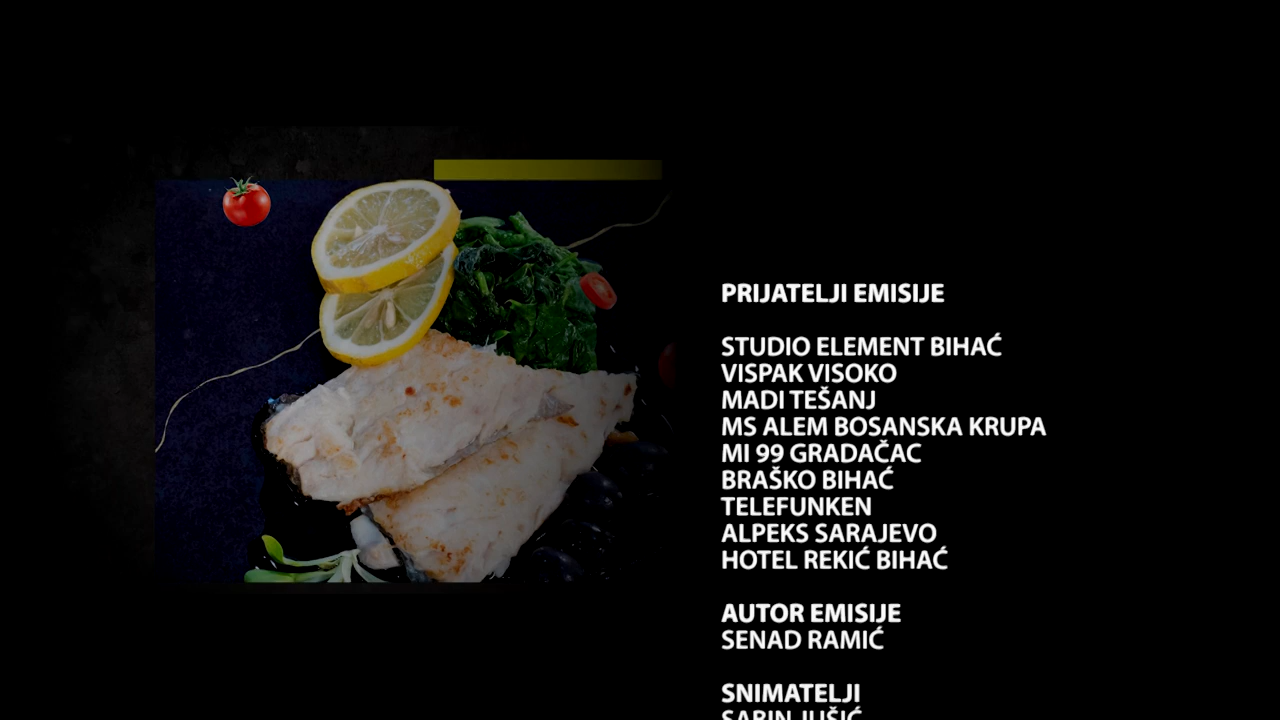 PRIJATELJI EMISIJE
STUDIO ELEMENT BIHAĆ
VISPAK VISOKO
MADI TEŠANJ
MS ALEM BOSANSKA KRUPA
MI 99 GRADAČAC
BRAŠKO BIHAĆ
TELEFUNKEN
ALPEKS SARAJEVO
HOTEL REKIĆ BIHAĆ
AUTOR EMISIJE
SENAD RAMIĆ
SNIMATELJI